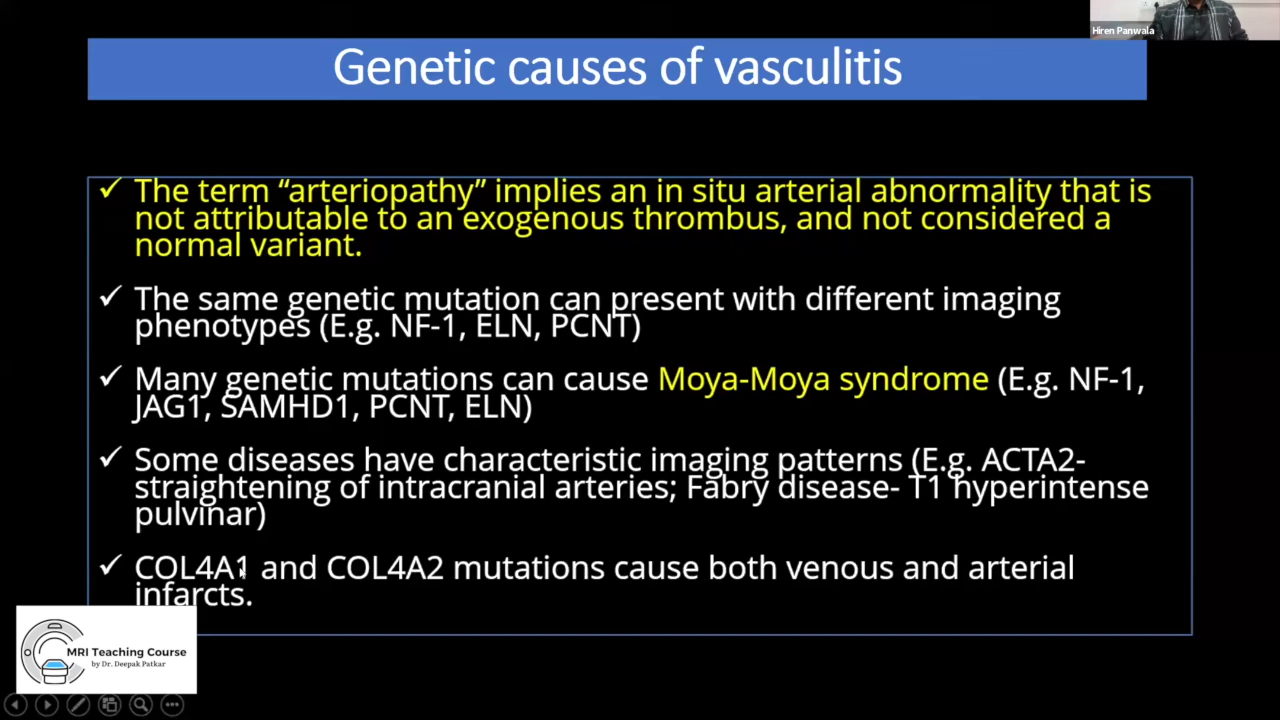 Hiren Panwala
Genetic causes of vasculitis
✓ The term “arteriopathy” implies an in situ arterial abnormality that is
not attributable to an exogenous thrombus, and not considered a
normal variant.
✓ The same genetic mutation can present with different imaging
phenotypes (E.g. NF-1, ELN, PCNT)
✓ Many genetic mutations can cause Moya-Moya syndrome (E.g. NF-1,
JAG1, SAMHD1, PCNT, ELN)
✓ Some diseases have characteristic imaging patterns (E.g. ACTA2-
straightening of intracranial arteries; Fabry disease- T1 hyperintense
pulvinar)
✓ COL4A1 and COL4A2 mutations cause both venous and arterial
infarcts.
MRI Teaching Course
by Dr. Deepak Patkar